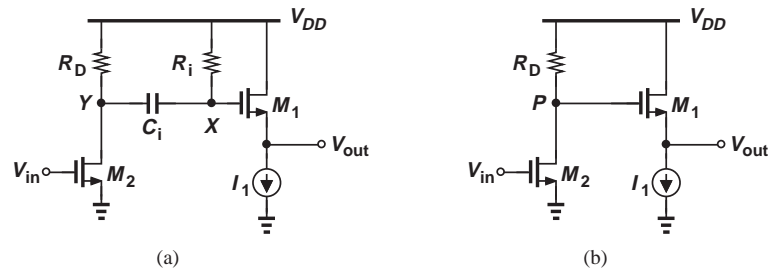 V_DD
R_D
R_i
Y
C_i
X
M_1
V_out
V_in
M_2
I_1
(a)
V_DD
R_D
P
M_1
V_out
V_in
M_2
I_1
(b)